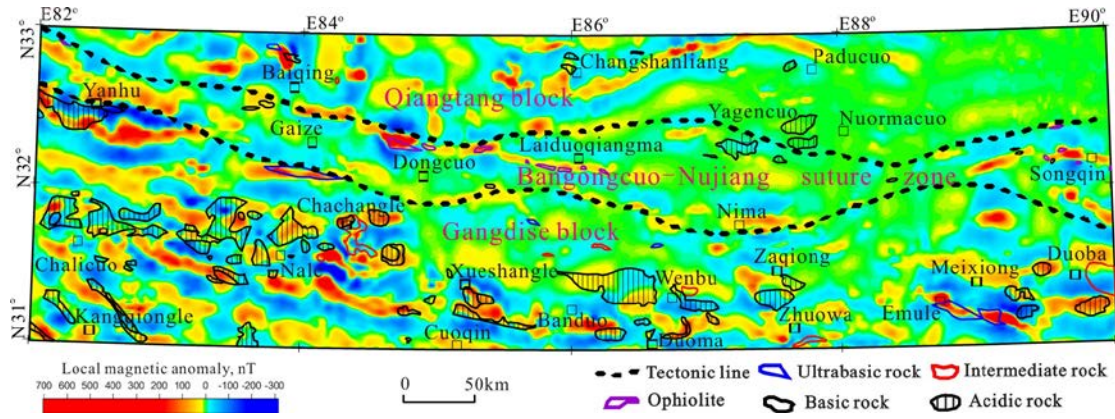 E82° E84° E86° E88° E90°
N33°
Baiqing
Changshanliang
Paducuo
Yanhu
Qiangtang block
Gaize
Yagencuo
Nuormacuo
Laiduoqiangma
N32°
Dongcuo
Bangongcuo-Nujiang suture zone
Songqin
Chachangle
Nima
Gangdise block
Chalicuo
Nale
Xueshangle
Wenbu
Zaqiong
Meixiong
Duoba
N31°
Kangqiongle
Cuoqin
Banduo
Duoma
Zhuowa
Emule
Local magnetic anomaly, nT
700 600 500 400 300 200 100 0 -100 -200 -300
0 50km
Tectonic line
Ultrabasic rock
Intermediate rock
Ophiolite
Basic rock
Acidic rock